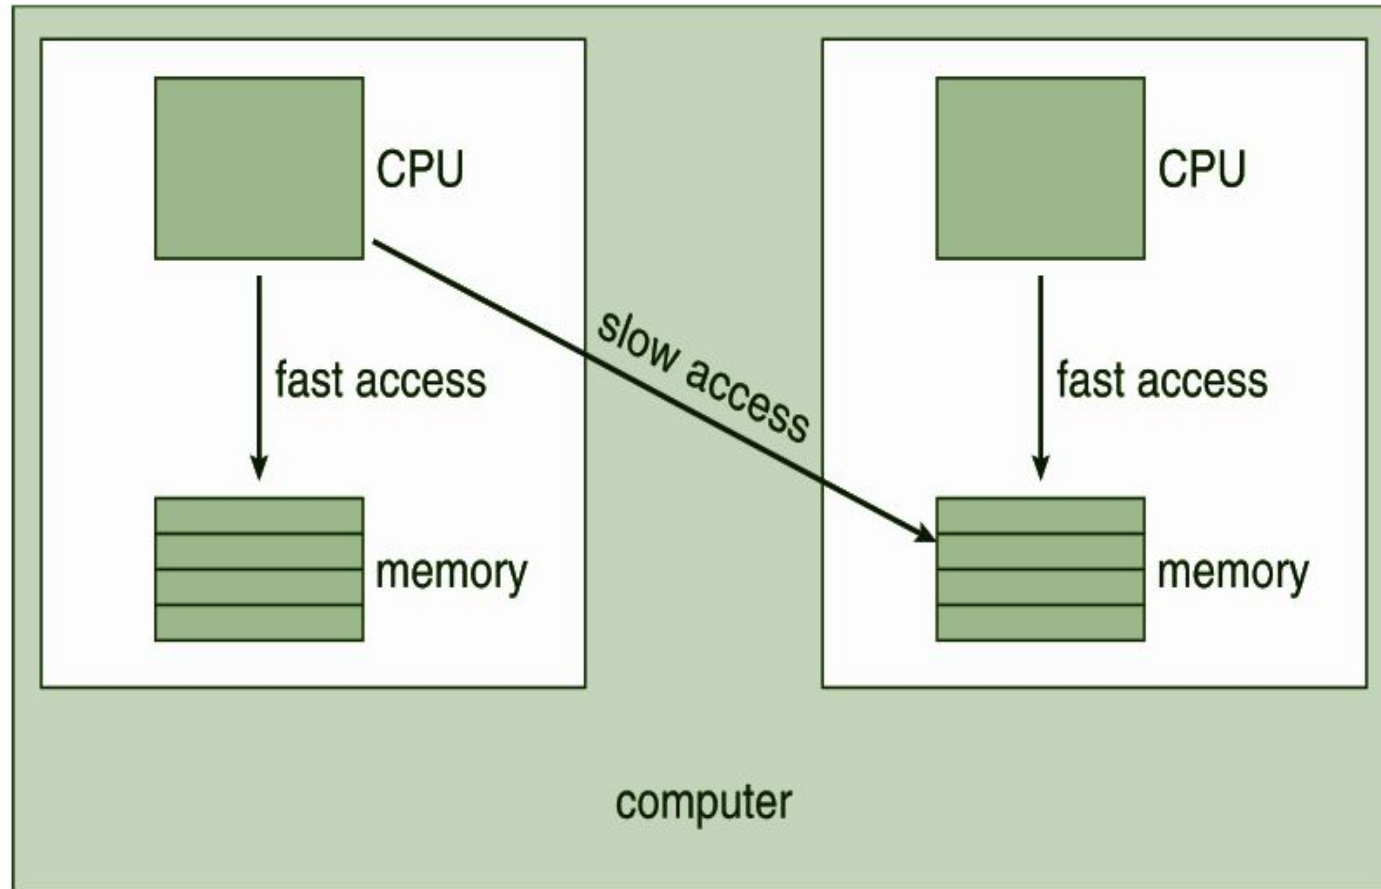 CPU
CPU
slow access
fast access
fast access
memory
memory
computer